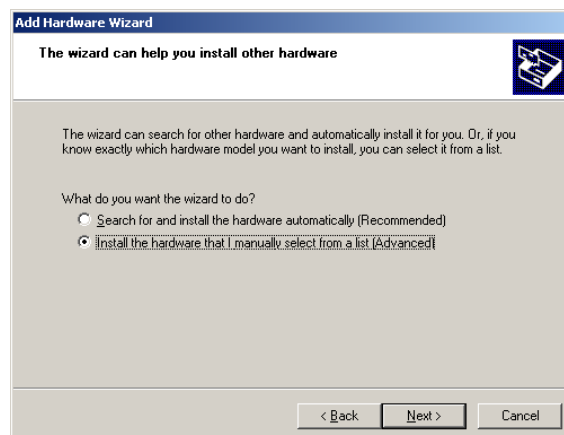 Add Hardware Wizard
The wizard can help you install other hardware
The wizard can search for other hardware and automatically install it for you. Or, if you
know exactly which hardware model you want to install, you can select it from a list.
What do you want the wizard to do?
Search for and install the hardware automatically (Recommended)
Install the hardware that I manually select from a list (Advanced)
< Back
Next >
Cancel